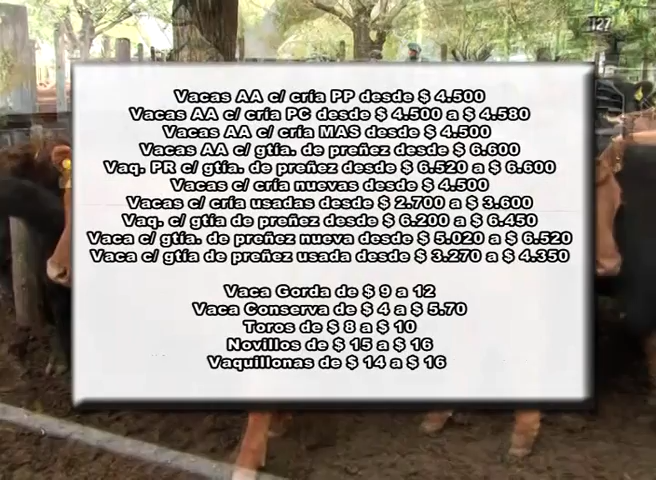 127
Vacas AA c/ cría PP desde $ 4.500
Vacas AA c/ cría PC desde $ 4.500 a $ 4.580
Vacas AA c/ cría MAS desde $ 4.500
Vacas AA c/ gtía. de preñez desde $ 6.600
Vaq. PR c/ gtía. de preñez desde $ 6.520 a $ 6.600
Vacas c/ cría nuevas desde $ 4.500
Vacas c/ cría usadas desde $ 2.700 a $ 3.600
Vaq. c/ gtía de preñez desde $ 6.200 a $ 6.450
Vaca c/ gtía. de preñez nueva desde $ 5.020 a $ 6.520
Vaca c/ gtía de preñez usada desde $ 3.270 a $ 4.350
Vaca Gorda de $ 9 a 12
Vaca Conserva de $ 4 a $ 5.70
Toros de $ 8 a $ 10
Novillos de $ 15 a $ 16
Vaquillonas de $ 14 a $ 16